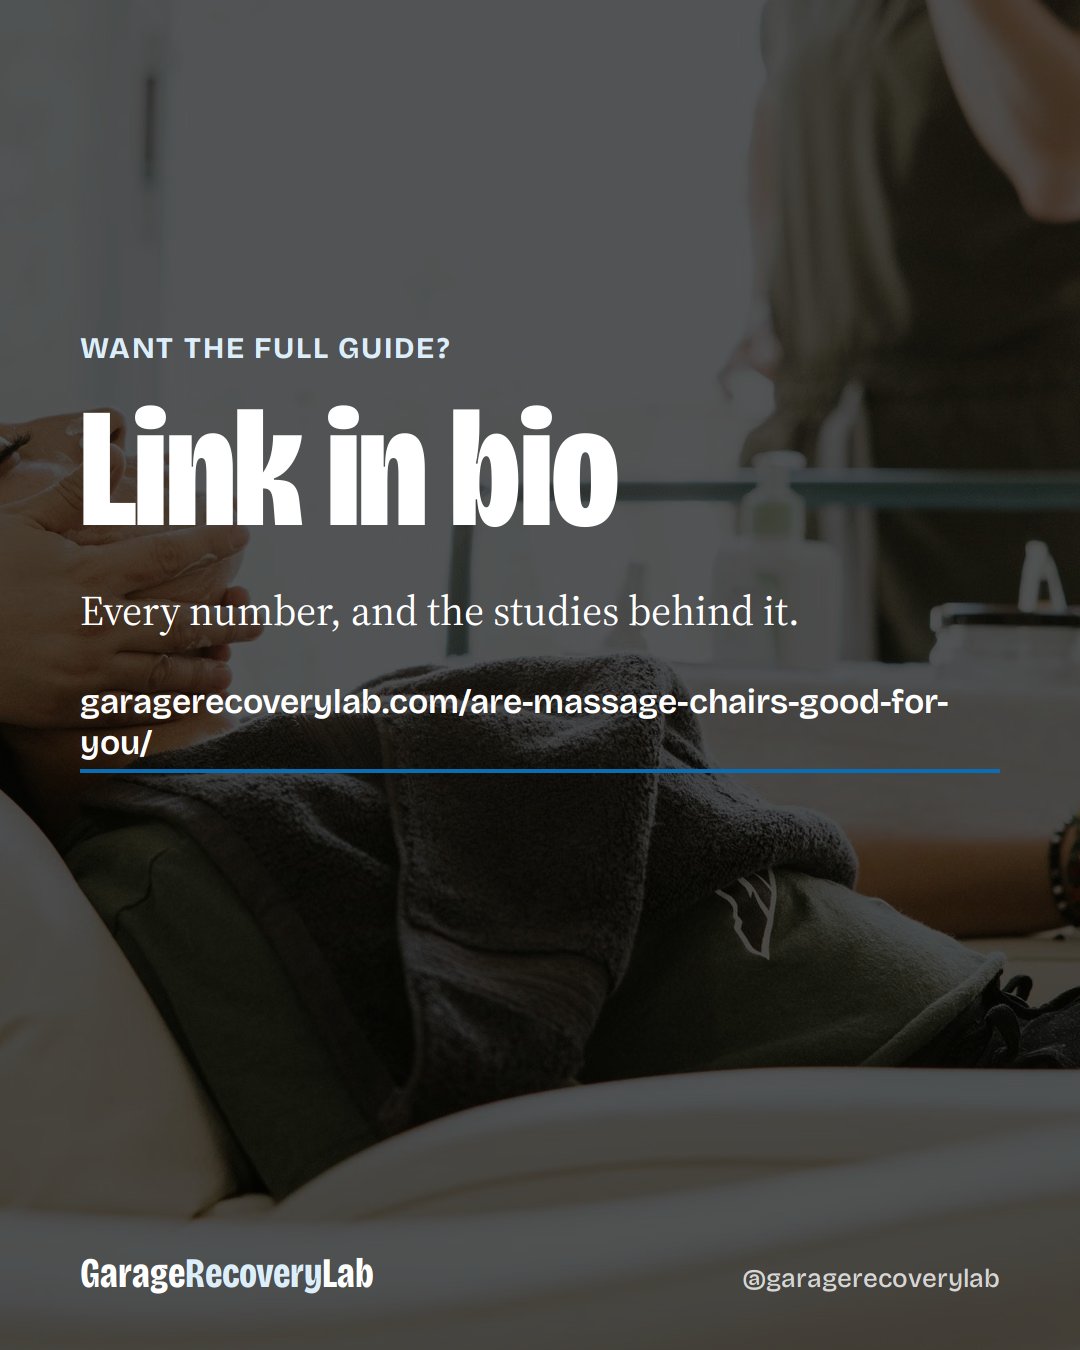 WANT THE FULL GUIDE?
Link in bio
Every number, and the studies behind it.
garagerecoverylab.com/are-massage-chairs-good-for-
you/
GarageRecoveryLab
@garagerecoverylab